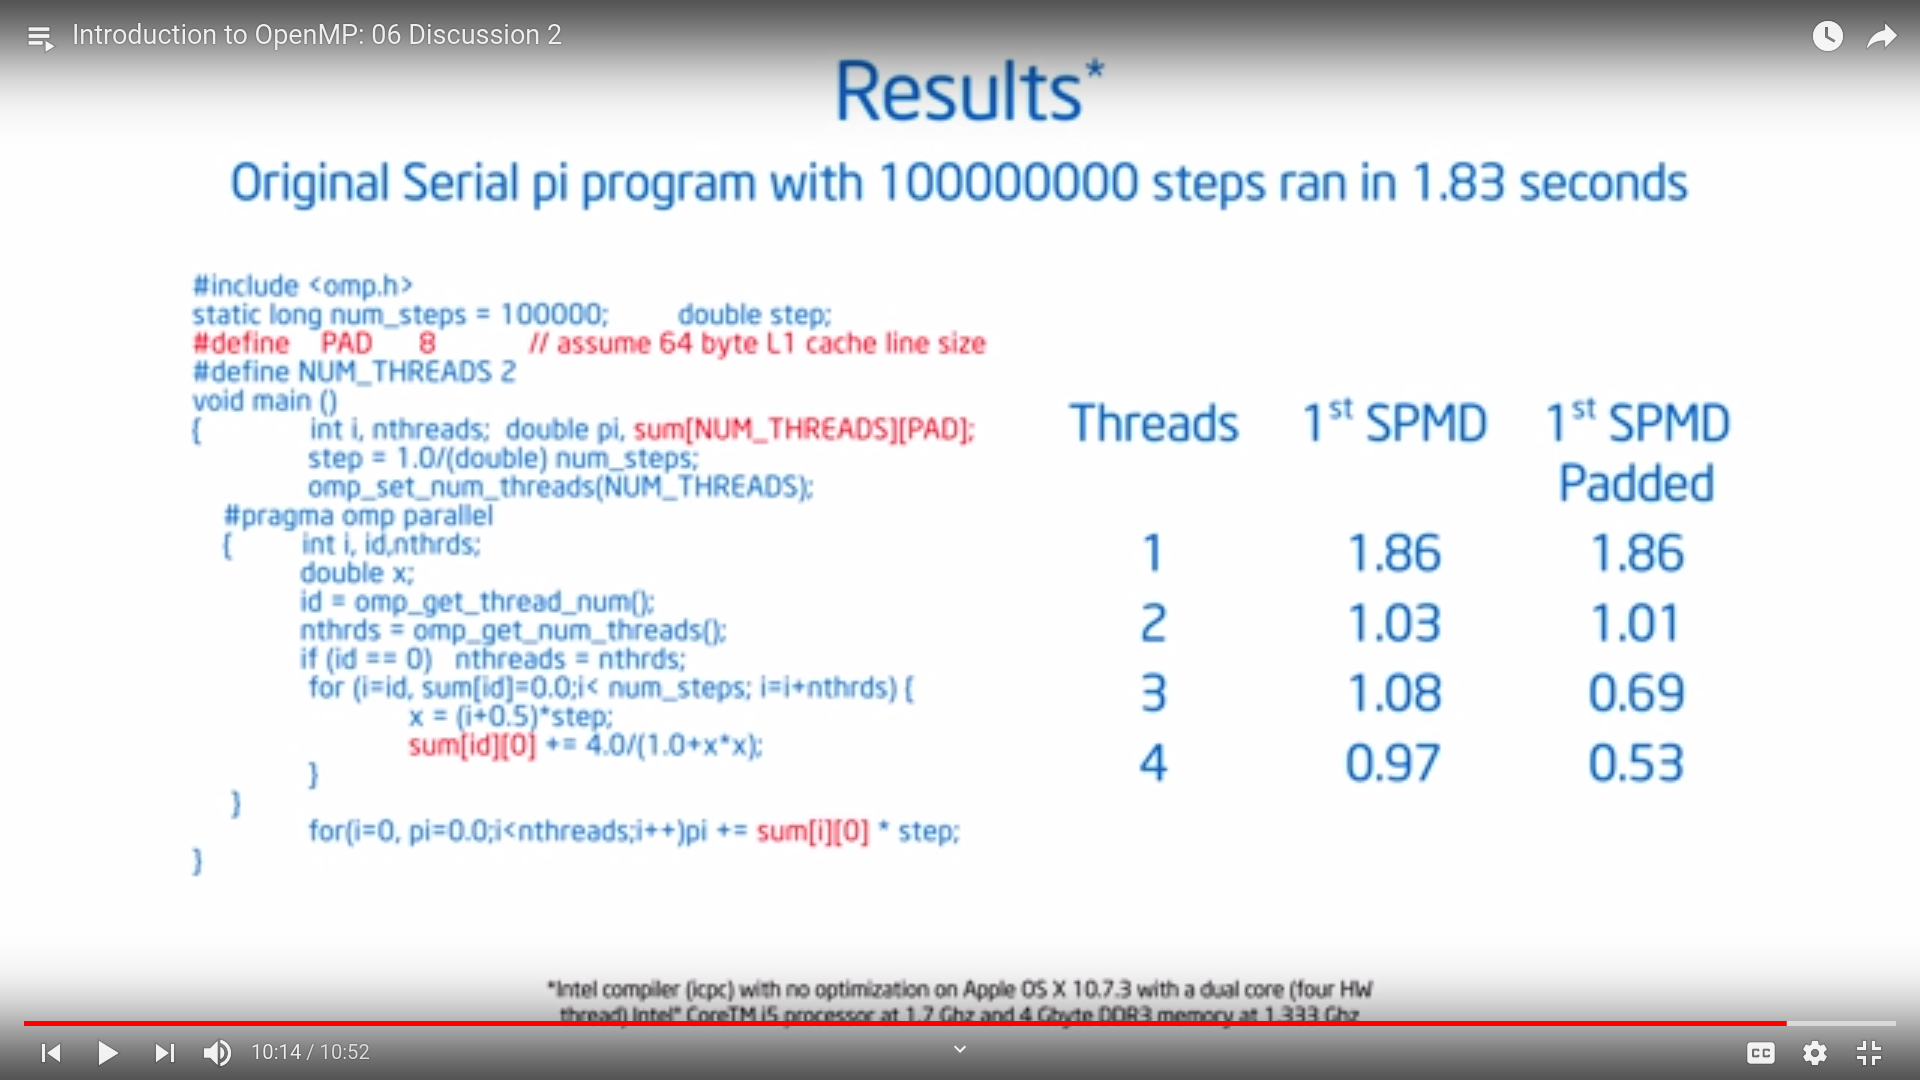 Introduction to OpenMP: 06 Discussion 2
Results*
Original Serial pi program with 100000000 steps ran in 1.83 seconds
#include <omp.h>
static long num_steps = 100000; double step;
#define PAD 8 // assume 64 byte L1 cache line size
#define NUM_THREADS 2
void main ()
{ int i, nthreads; double pi, sum[NUM_THREADS][PAD];
step = 1.0/(double) num_steps;
omp_set_num_threads(NUM_THREADS);
#pragma omp parallel
{ int i, id,nthrds;
double x;
id = omp_get_thread_num();
nthrds = omp_get_num_threads();
if (id == 0) nthreads = nthrds;
for (i=id, sum[id]=0.0;i< num_steps; i=i+nthrds) {
x = (i+0.5)*step;
sum[id][0] += 4.0/(1.0+x*x);
}
}
for(i=0, pi=0.0;i<nthreads;i++)pi += sum[i][0] * step;
}
Threads 1st SPMD 1st SPMD
Padded
1 1.86 1.86
2 1.03 1.01
3 1.08 0.69
4 0.97 0.53
*Intel compiler (icpc) with no optimization on Apple OS X 10.7.3 with a dual core (four HW
thread) Intel® CoreTM i5 processor at 1.7 Ghz and 4 Gbyte DDR3 memory at 1.333 Ghz
10:14 / 10:52
CC